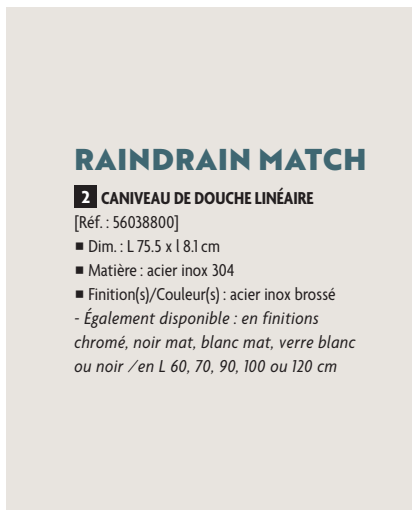 RAINDRAIN MATCH
2 CANIVEAU DE DOUCHE LINÉAIRE
[Réf. : 56038800]
■ Dim. : L 75.5 x l 8.1 cm
■ Matière : acier inox 304
■ Finition(s)/Couleur(s) : acier inox brossé
- Également disponible : en finitions
chromé, noir mat, blanc mat, verre blanc
ou noir / en L 60, 70, 90, 100 ou 120 cm